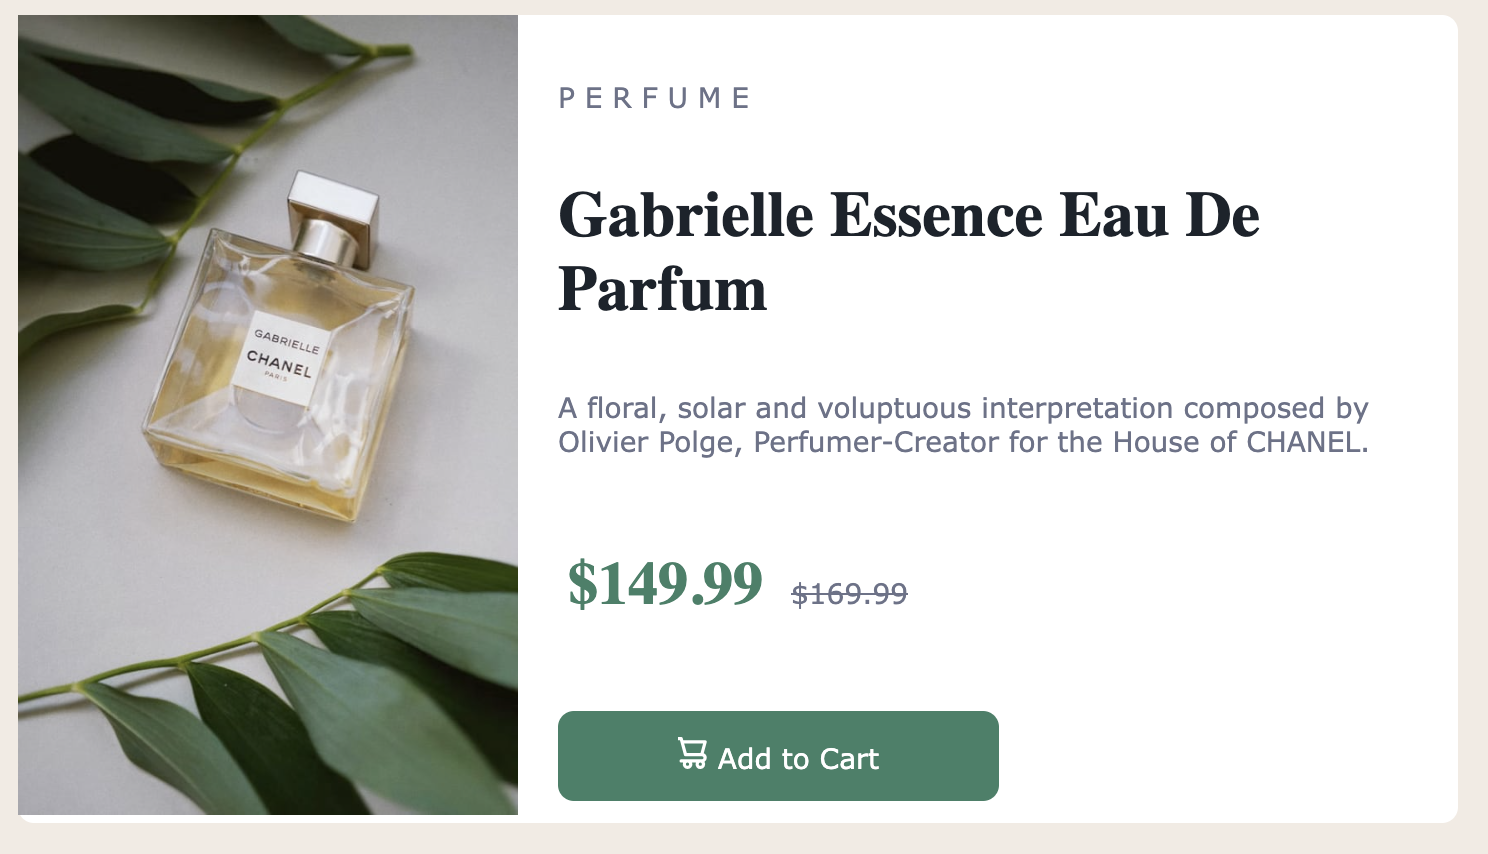 GABRIELLE
CHANEL
PARIS
PERFUME
Gabrielle Essence Eau De
Parfum
A floral, solar and voluptuous interpretation composed by
Olivier Polge, Perfumer-Creator for the House of CHANEL.
$149.99 $169.99
Add to Cart